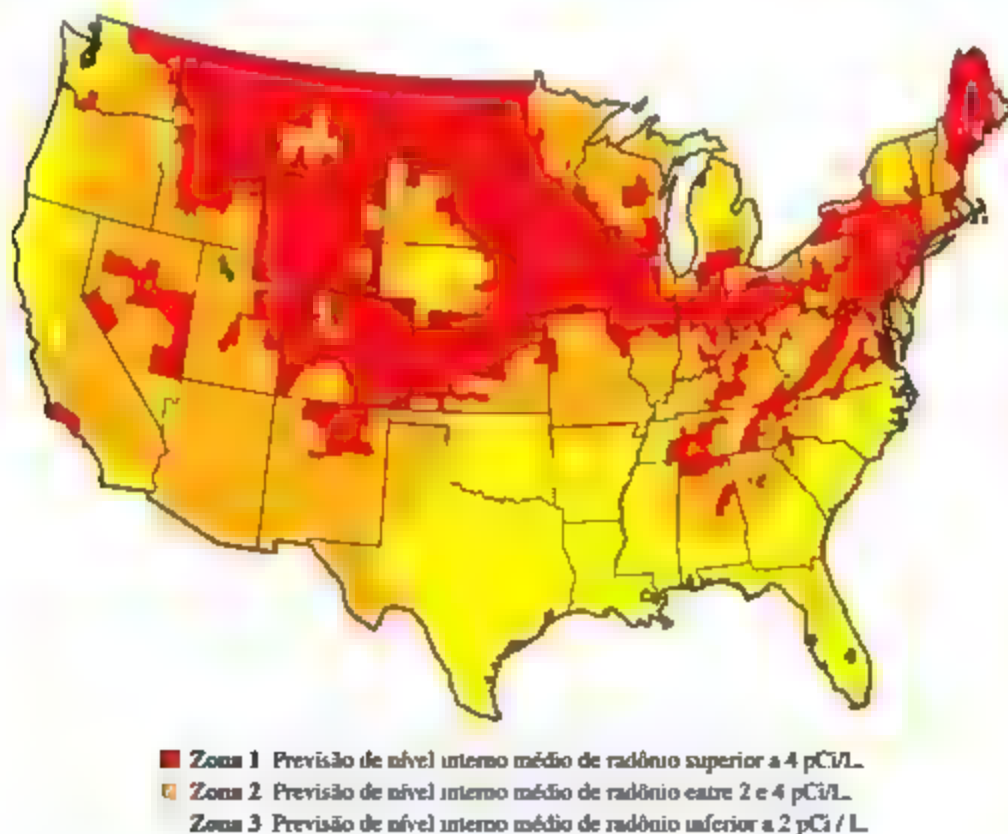 Zona 1 Previsão de nível interno médio de radônio superior a 4 pCi/L.
Zona 2 Previsão de nível interno médio de radônio entre 2 e 4 pCi/L.
Zona 3 Previsão de nível interno médio de radônio inferior a 2 pCi / L